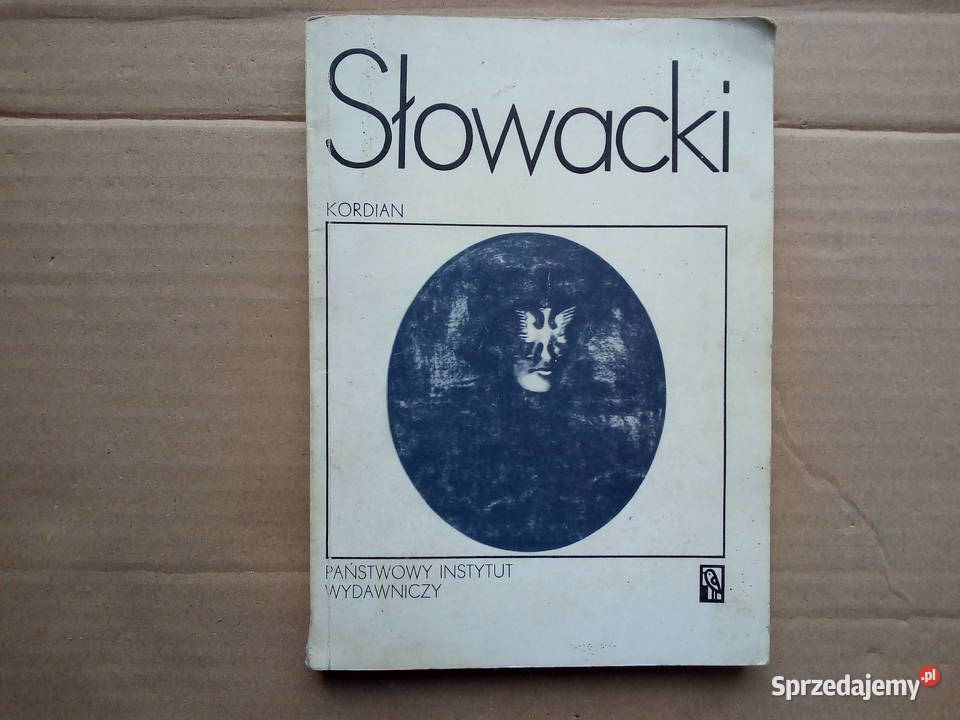 Słowacki
KORDIAN
PAŃSTWOWY INSTYTUT
WYDAWNICZY
Sprzedajemy.pl